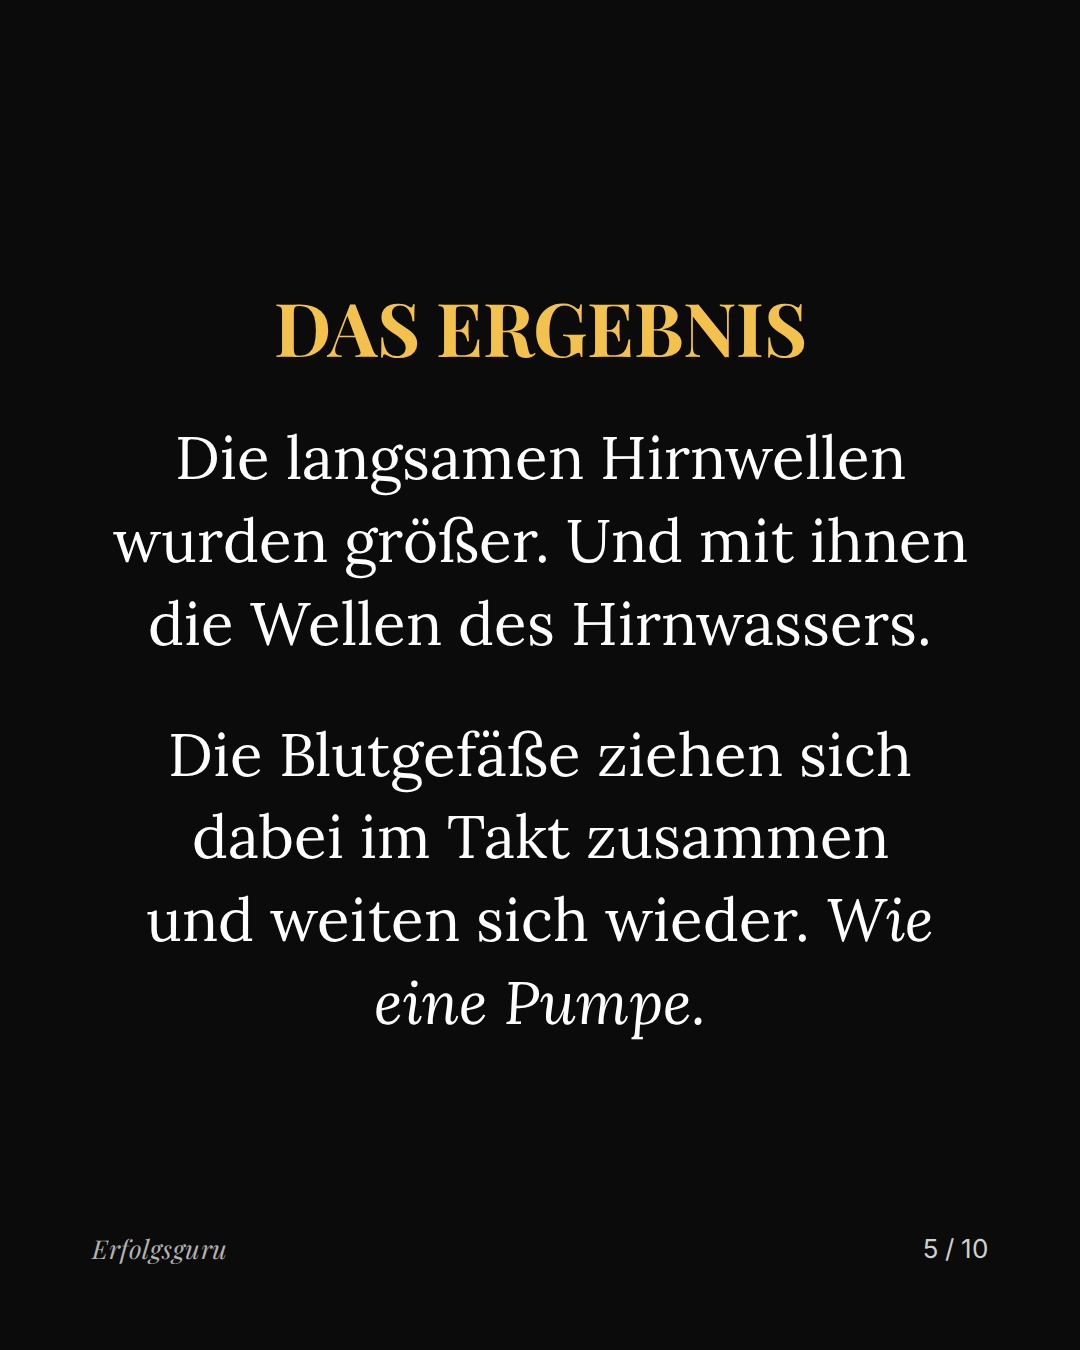 DAS ERGEBNIS
Die langsamen Hirnwellen
wurden größer. Und mit ihnen
die Wellen des Hirnwassers.
Die Blutgefäße ziehen sich
dabei im Takt zusammen
und weiten sich wieder. Wie
eine Pumpe.
Erfolgsguru
5 / 10